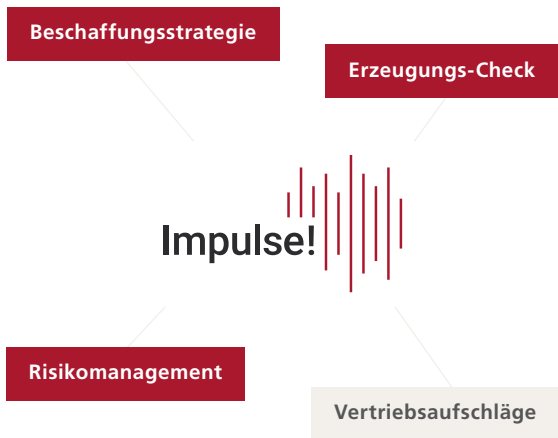 Beschaffungsstrategie
Erzeugungs-Check
Impulse!
Risikomanagement
Vertriebsaufschläge